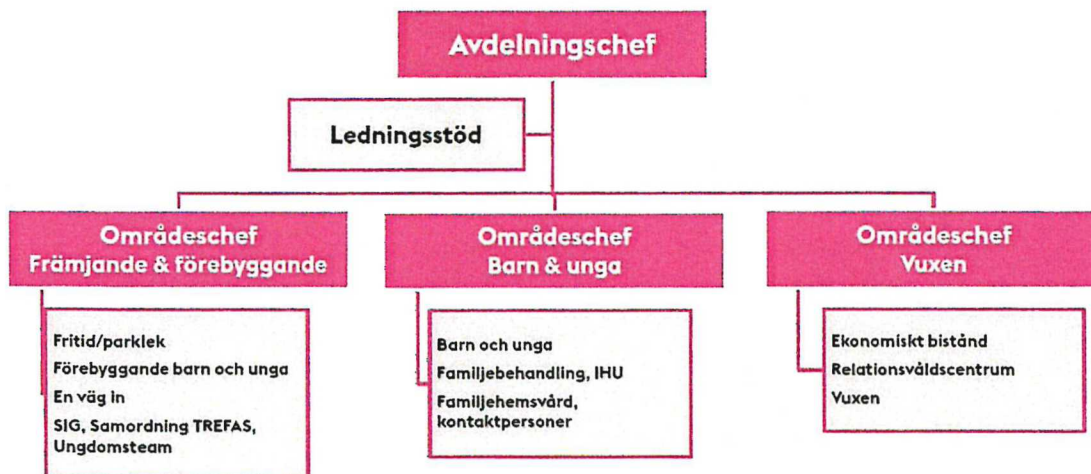 Avdelningschef
Ledningsstöd
Områdeschef
Främjande & förebyggande
Fritid/parklek
Förebyggande barn och unga
En väg in
SIG, Samordning TREFAS,
Ungdomsteam
Områdeschef
Barn & unga
Barn och unga
Familjebehandling, IHU
Familjehemsvård,
kontaktpersoner
Områdeschef
Vuxen
Ekonomiskt bistånd
Relationsvåldscentrum
Vuxen